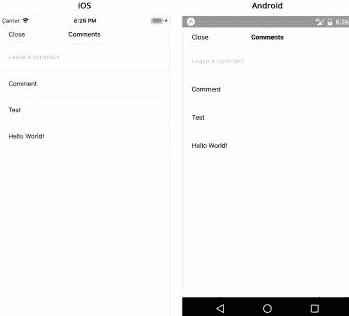 iOS
Carrier 6:26 PM
Close Comments
Leave a comment
Comment
Test
Hello World!
Android
6:26
Close Comments
Leave a comment
Comment
Test
Hello World!